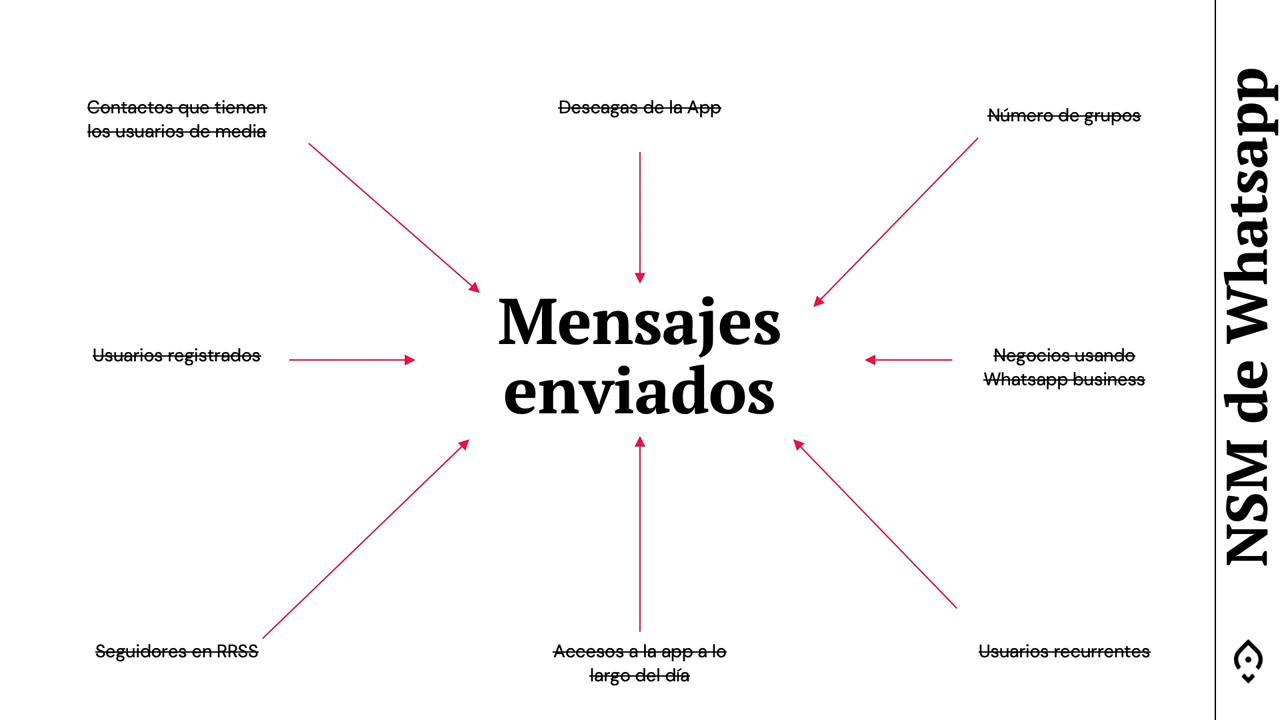 Contactos que tienen
los usuarios de media
Descagas de la App
Número de grupos
Mensajes
enviados
Usuarios registrados
Negocios usando
Whatsapp business
Seguidores en RRSS
Accesos a la app a lo
largo del día
Usuarios recurrentes
NSM de Whatsapp